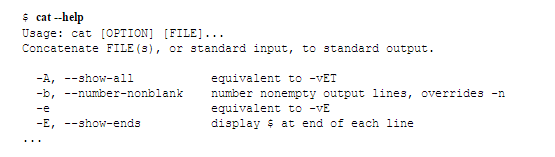 $ cat --help
Usage: cat [OPTION] [FILE]...
Concatenate FILE(s), or standard input, to standard output.

  -A, --show-all           equivalent to -vET
  -b, --number-nonblank    number nonempty output lines, overrides -n
  -e                       equivalent to -vE
  -E, --show-ends          display $ at end of each line
...